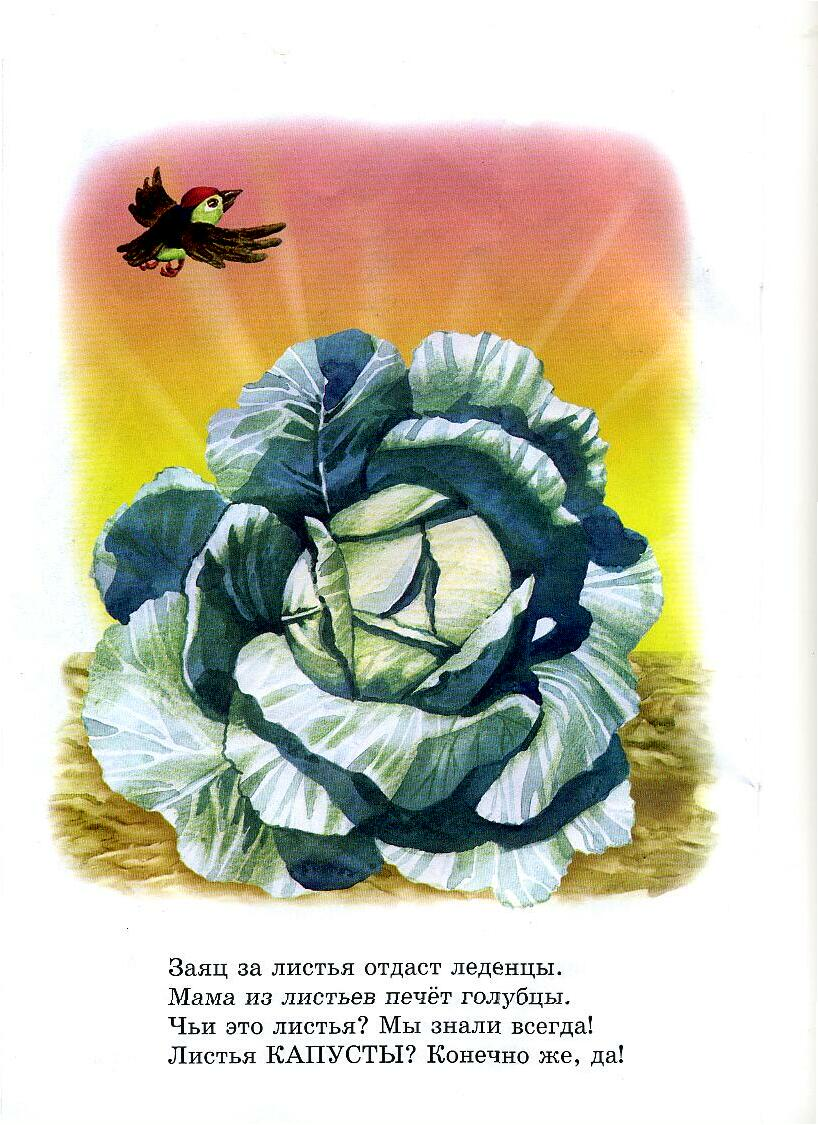 Заяц за листья отдаст леденцы.
Мама из листьев печёт голубцы.
Чьи это листья? Мы знали всегда!
Листья КАПУСТЫ? Конечно же, да!